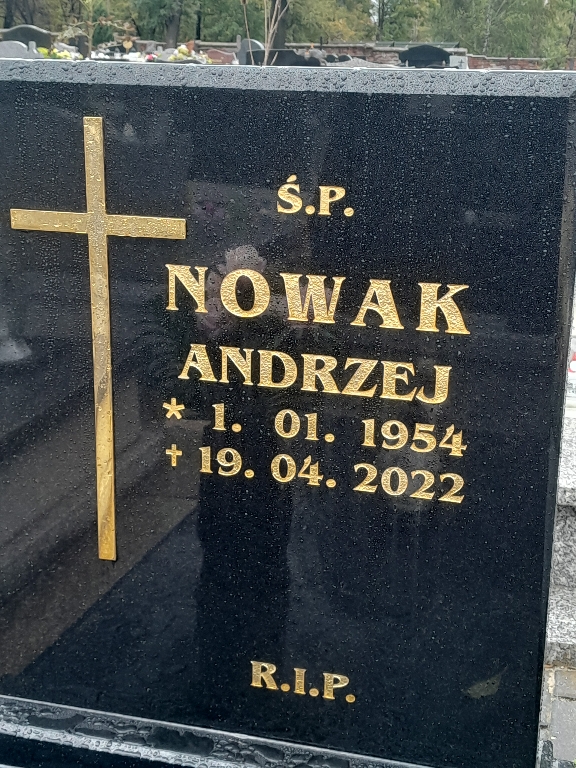 Ś.P.
NOWAK
ANDRZEJ
* 1. 01. 1954
✝ 19. 04. 2022
R.I.P.